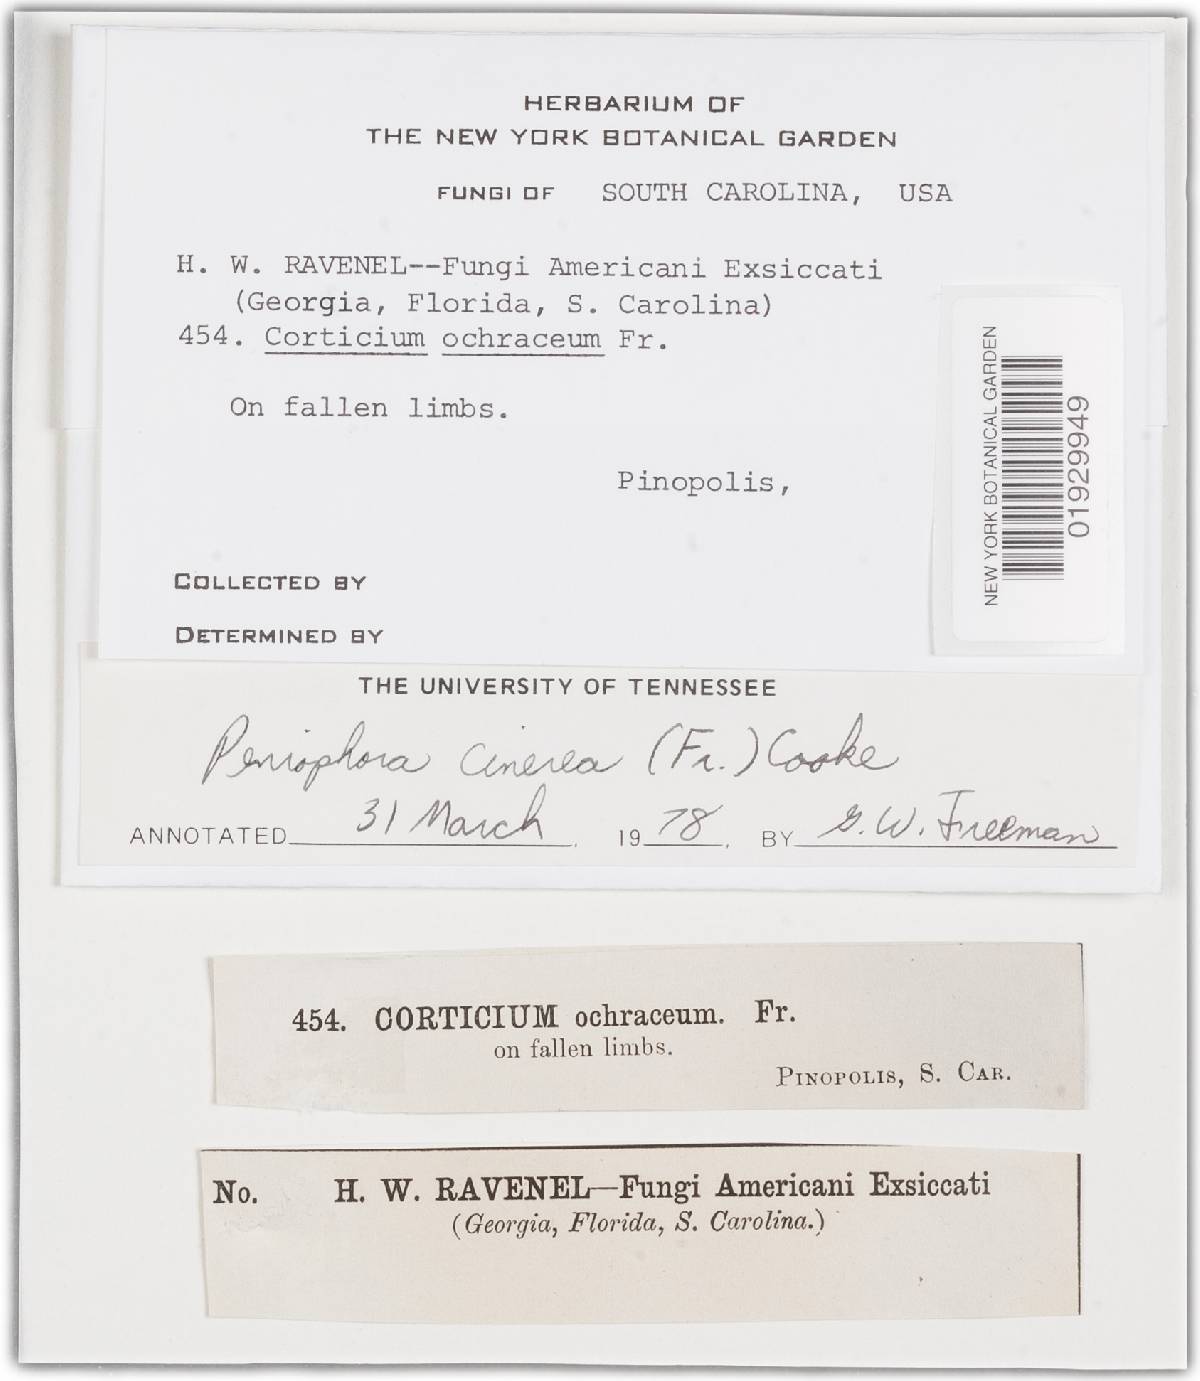 HERBARIUM OF
THE NEW YORK BOTANICAL GARDEN
FUNGI OF SOUTH CAROLINA, USA
H. W. RAVENEL--Fungi Americani Exsiccati
(Georgia, Florida, S. Carolina)
454. Corticium ochraceum Fr.
On fallen limbs.
Pinopolis,
COLLECTED BY
DETERMINED BY
NEW YORK BOTANICAL GARDEN
01929949
THE UNIVERSITY OF TENNESSEE
Peniophora cinerea (Fr.) Cooke
ANNOTATED 31 March, 1978, BY G. W. Freeman
454. CORTICIUM ochraceum. Fr.
on fallen limbs.
PINOPOLIS, S. CAR.
No. H. W. RAVENEL—Fungi Americani Exsiccati
(Georgia, Florida, S. Carolina.)